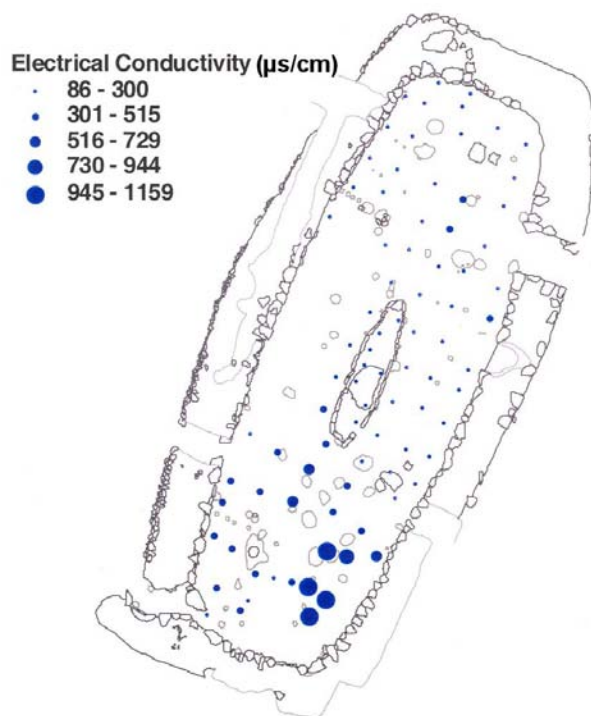 Electrical Conductivity (µs/cm)
86 - 300
301 - 515
516 - 729
730 - 944
945 - 1159